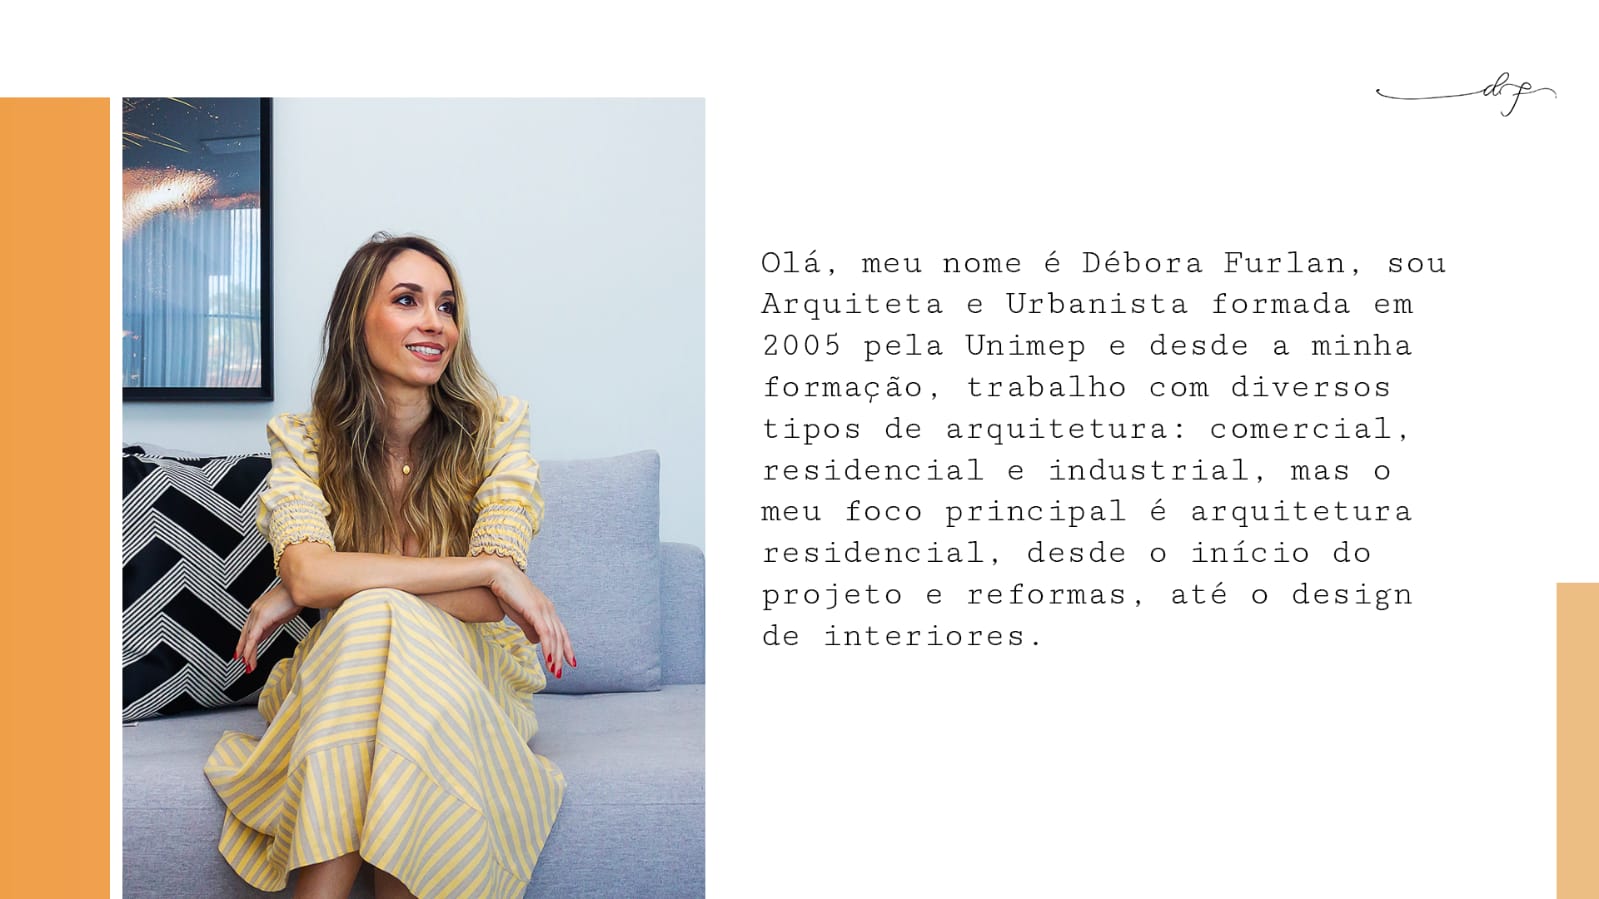 df
Olá, meu nome é Débora Furlan, sou
Arquiteta e Urbanista formada em
2005 pela Unimep e desde a minha
formação, trabalho com diversos
tipos de arquitetura: comercial,
residencial e industrial, mas o
meu foco principal é arquitetura
residencial, desde o início do
projeto e reformas, até o design
de interiores.